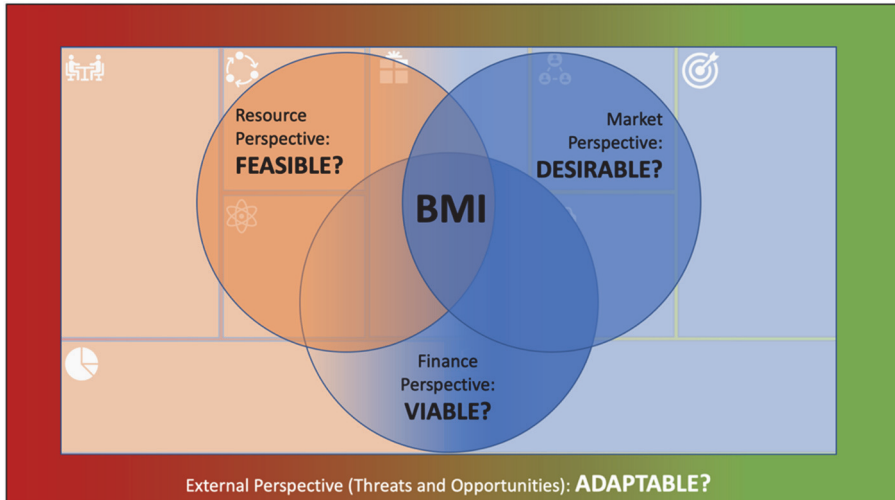 Resource
Perspective:
FEASIBLE?
Market
Perspective:
DESIRABLE?
BMI
Finance
Perspective:
VIABLE?
External Perspective (Threats and Opportunities): ADAPTABLE?